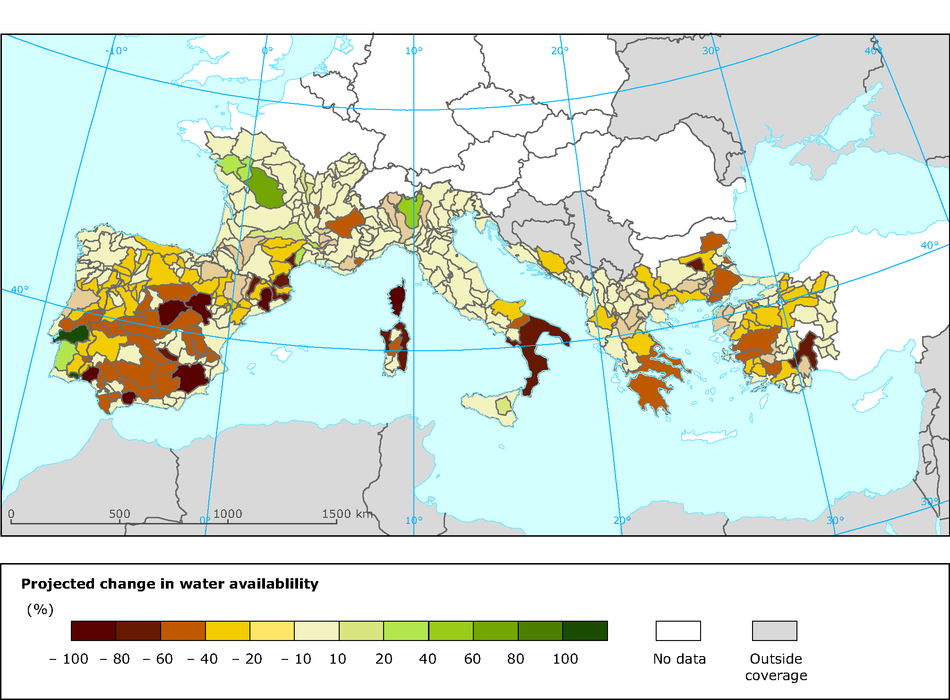 -10° 0° 10° 20° 30° 40°
40° 40°
0 500 1000 1500 km
0° 10° 20° 30° 30°
Projected change in water availablility
(%)
– 100 – 80 – 60 – 40 – 20 – 10 10 20 40 60 80 100 No data Outside
coverage